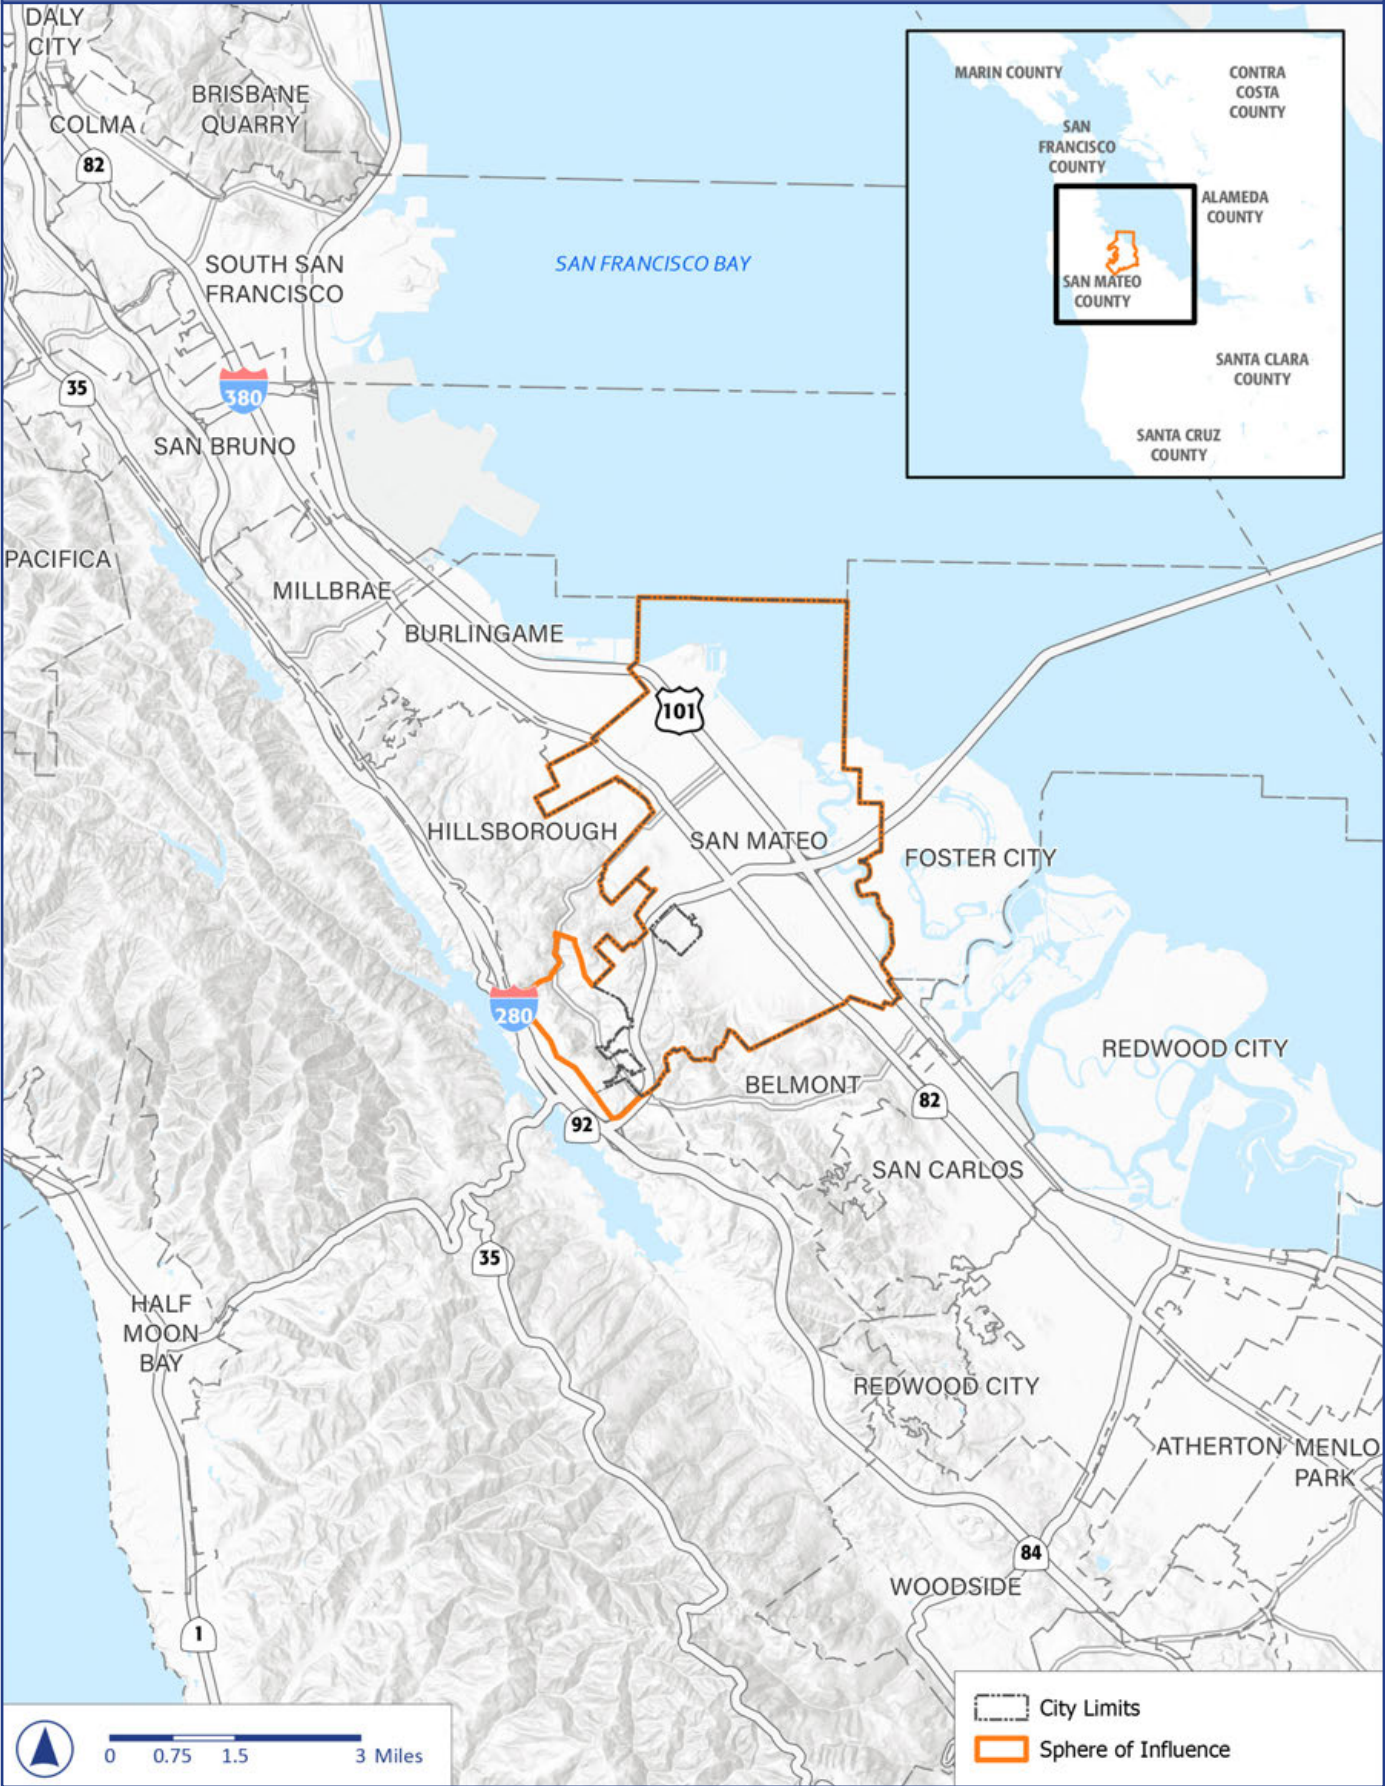 DALY
CITY
BRISBANE
QUARRY
COLMA
82
SOUTH SAN
FRANCISCO
SAN FRANCISCO BAY
MARIN COUNTY
CONTRA
COSTA
COUNTY
SAN
FRANCISCO
COUNTY
ALAMEDA
COUNTY
SAN MATEO
COUNTY
SANTA CLARA
COUNTY
SANTA CRUZ
COUNTY
35
380
SAN BRUNO
PACIFICA
MILLBRAE
BURLINGAME
101
HILLSBOROUGH
SAN MATEO
FOSTER CITY
280
REDWOOD CITY
BELMONT
82
92
SAN CARLOS
35
HALF
MOON
BAY
REDWOOD CITY
ATHERTON
MENLO
PARK
84
WOODSIDE
1
City Limits
Sphere of Influence
0 0.75 1.5 3 Miles